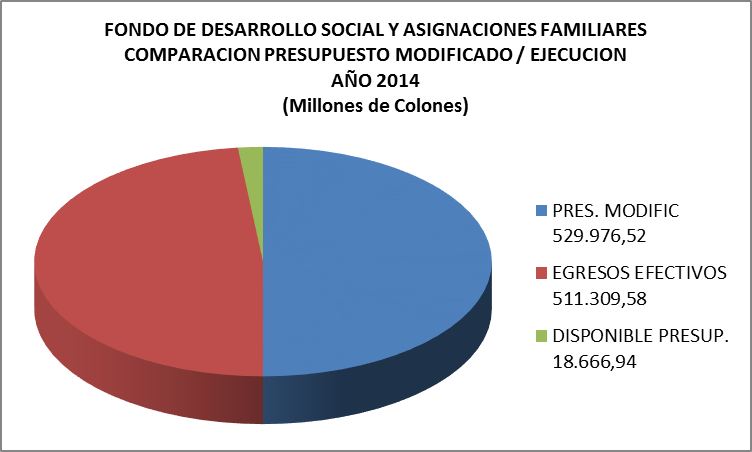 FONDO DE DESARROLLO SOCIAL Y ASIGNACIONES FAMILIARES
COMPARACION PRESUPUESTO MODIFICADO / EJECUCION
AÑO 2014
(Millones de Colones)
PRES. MODIFIC
529.976,52
EGRESOS EFECTIVOS
511.309,58
DISPONIBLE PRESUP.
18.666,94